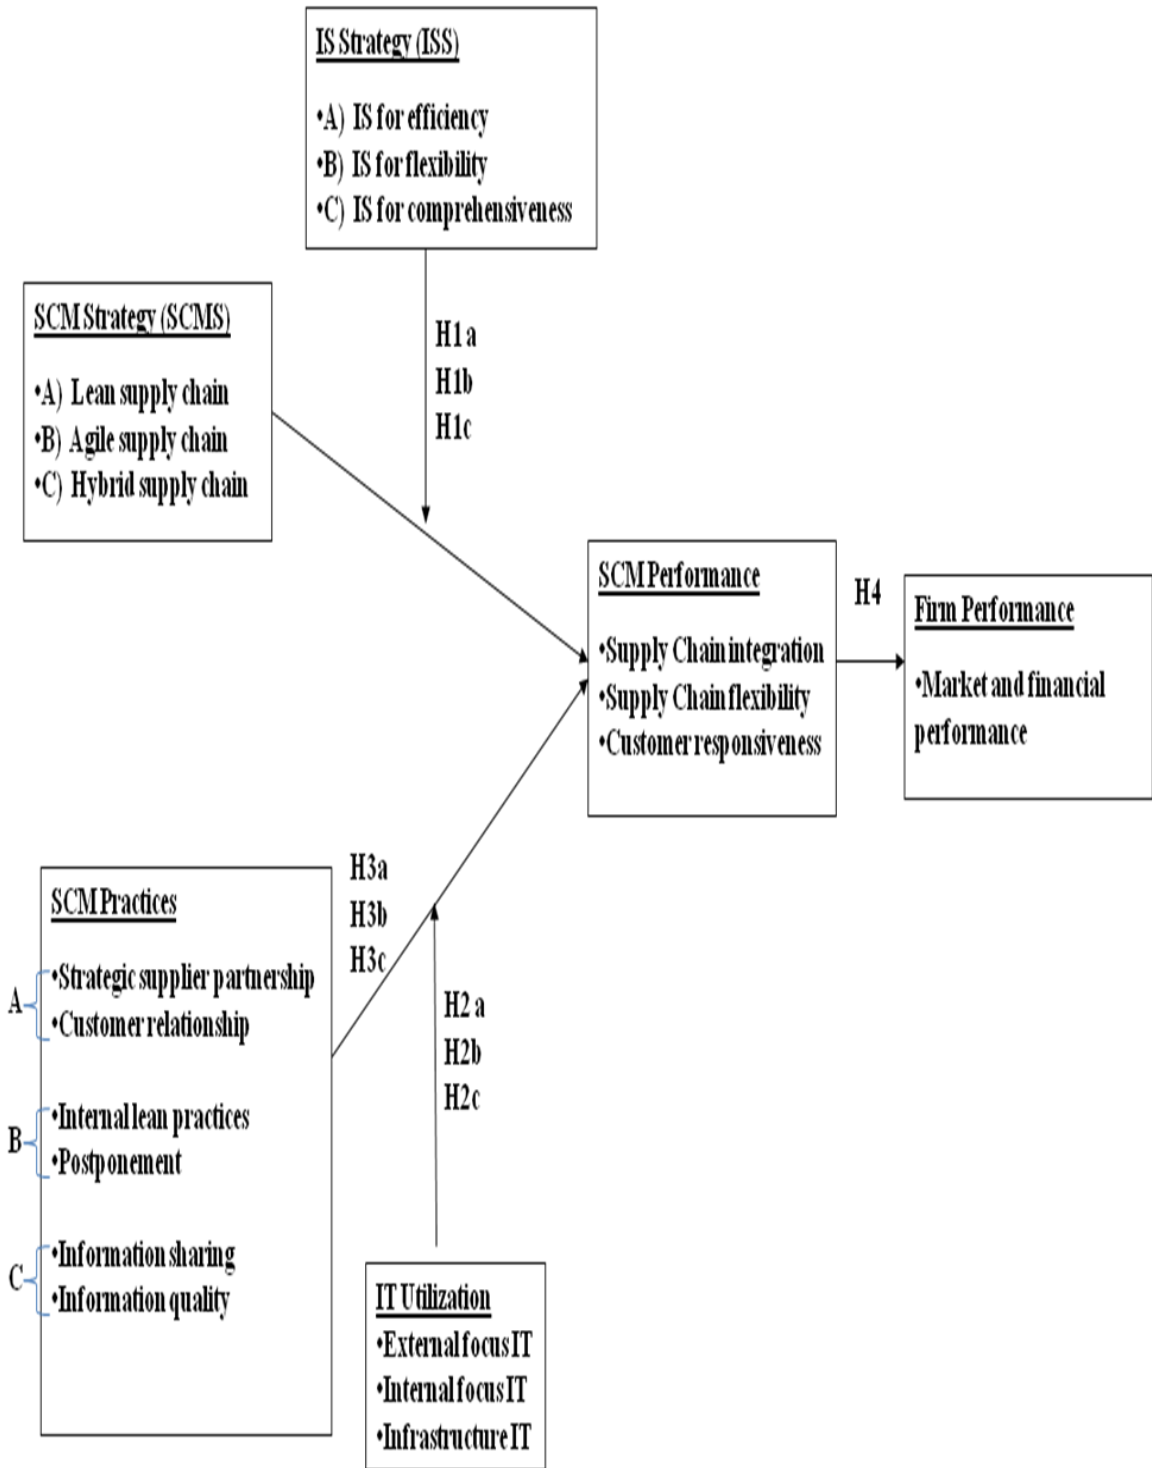 IS Strategy (ISS)
•A) IS for efficiency
•B) IS for flexibility
•C) IS for comprehensiveness
SCM Strategy (SCMS)
•A) Lean supply chain
•B) Agile supply chain
•C) Hybrid supply chain
H1a
H1b
H1c
SCM Performance
•Supply Chain integration
•Supply Chain flexibility
•Customer responsiveness
H4
Firm Performance
•Market and financial
performance
H3a
H3b
H3c
SCM Practices
A
•Strategic supplier partnership
•Customer relationship
B
•Internal lean practices
•Postponement
C
•Information sharing
•Information quality
H2 a
H2b
H2c
IT Utilization
•External focus IT
•Internal focus IT
•Infrastructure IT